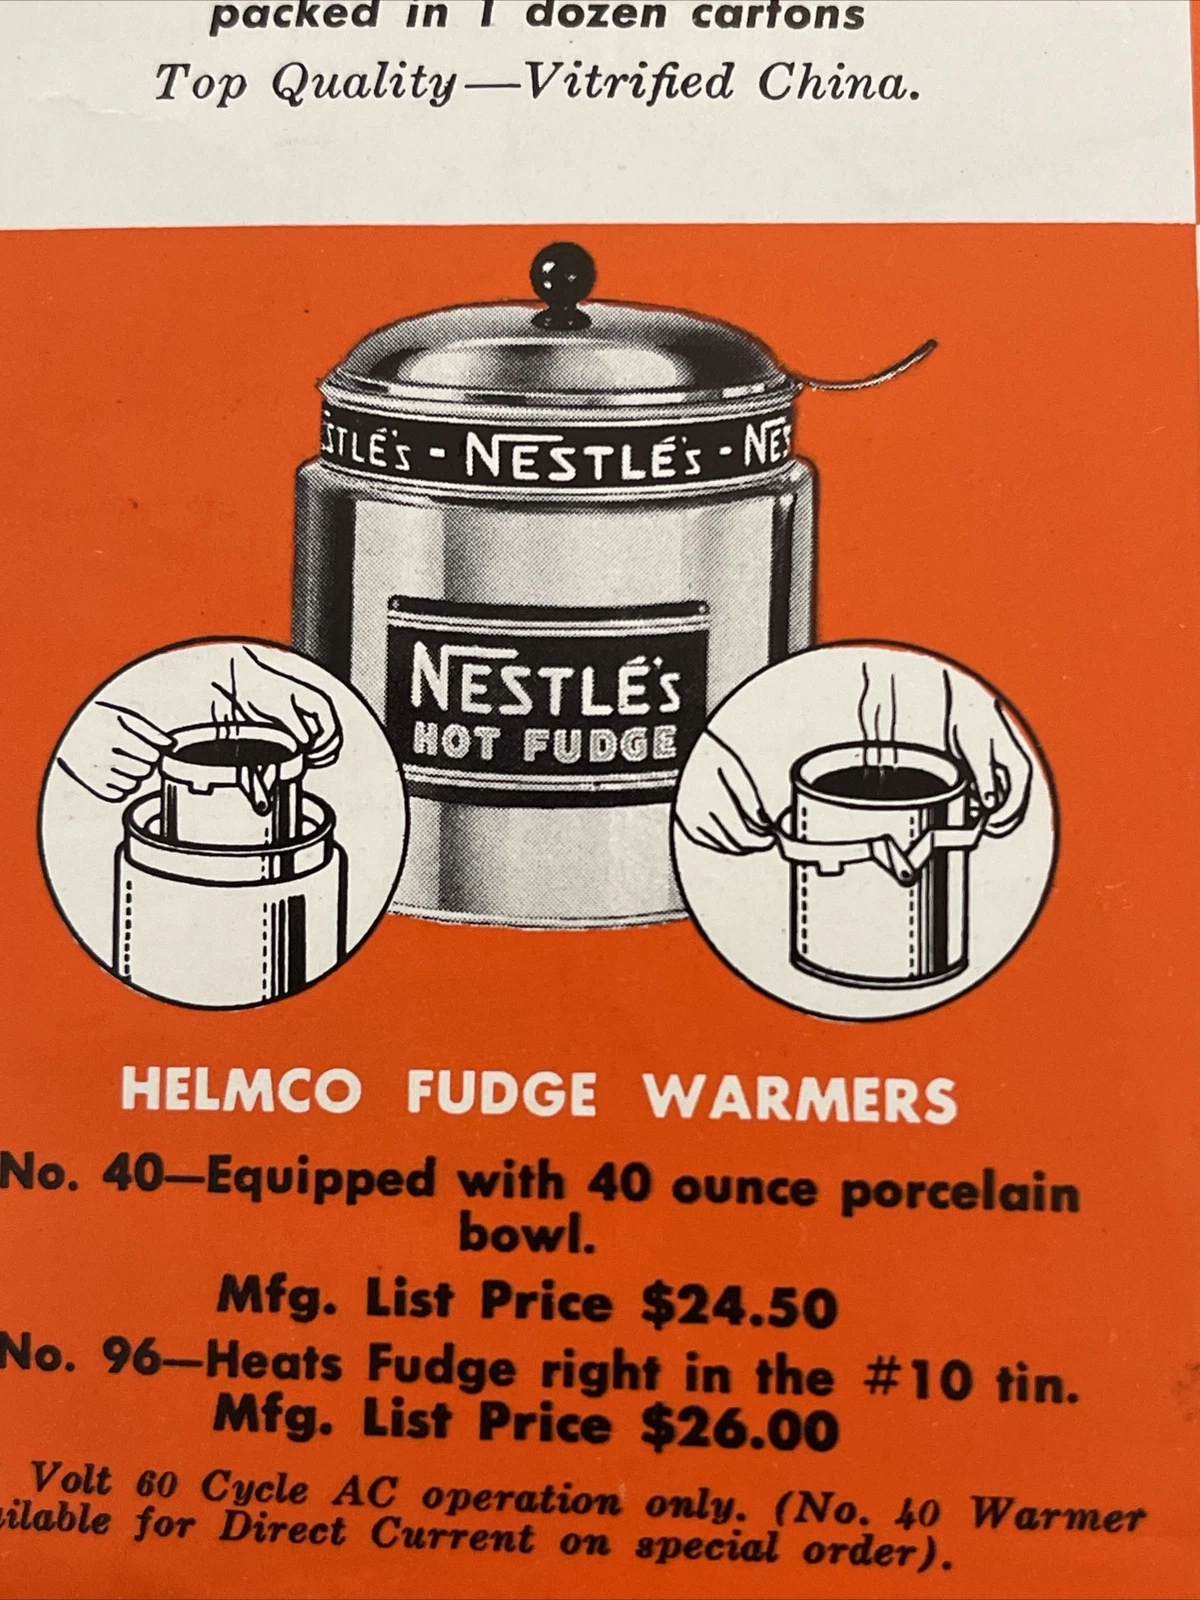 packed in 1 dozen cartons
Top Quality—Vitrified China.
STLÉ's - NESTLÉ's - NES
NESTLÉ's
HOT FUDGE
HELMCO FUDGE WARMERS
No. 40—Equipped with 40 ounce porcelain
bowl.
Mfg. List Price $24.50
No. 96—Heats Fudge right in the #10 tin.
Mfg. List Price $26.00
Volt 60 Cycle AC operation only. (No. 40 Warmer
ilable for Direct Current on special order).